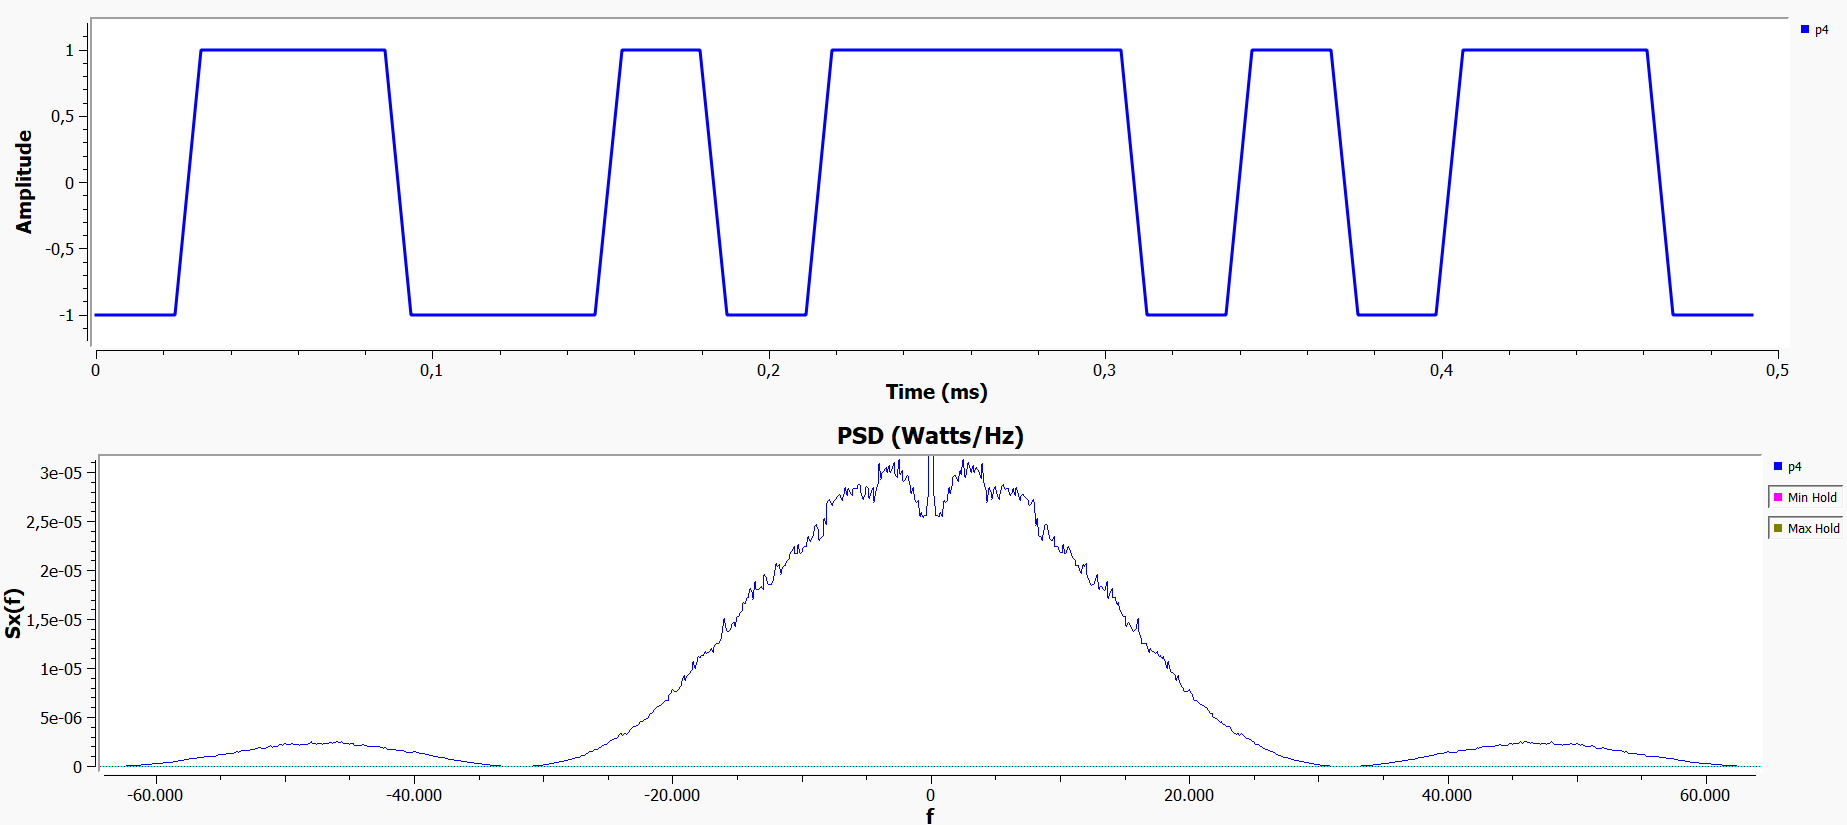 p4
1
0,5
0
-0,5
-1
Amplitude
0 0,1 0,2 0,3 0,4 0,5
Time (ms)
PSD (Watts/Hz)
p4
Min Hold
Max Hold
3e-05
2,5e-05
2e-05
1,5e-05
1e-05
5e-06
0
Sx(f)
-60.000 -40.000 -20.000 0 20.000 40.000 60.000
f